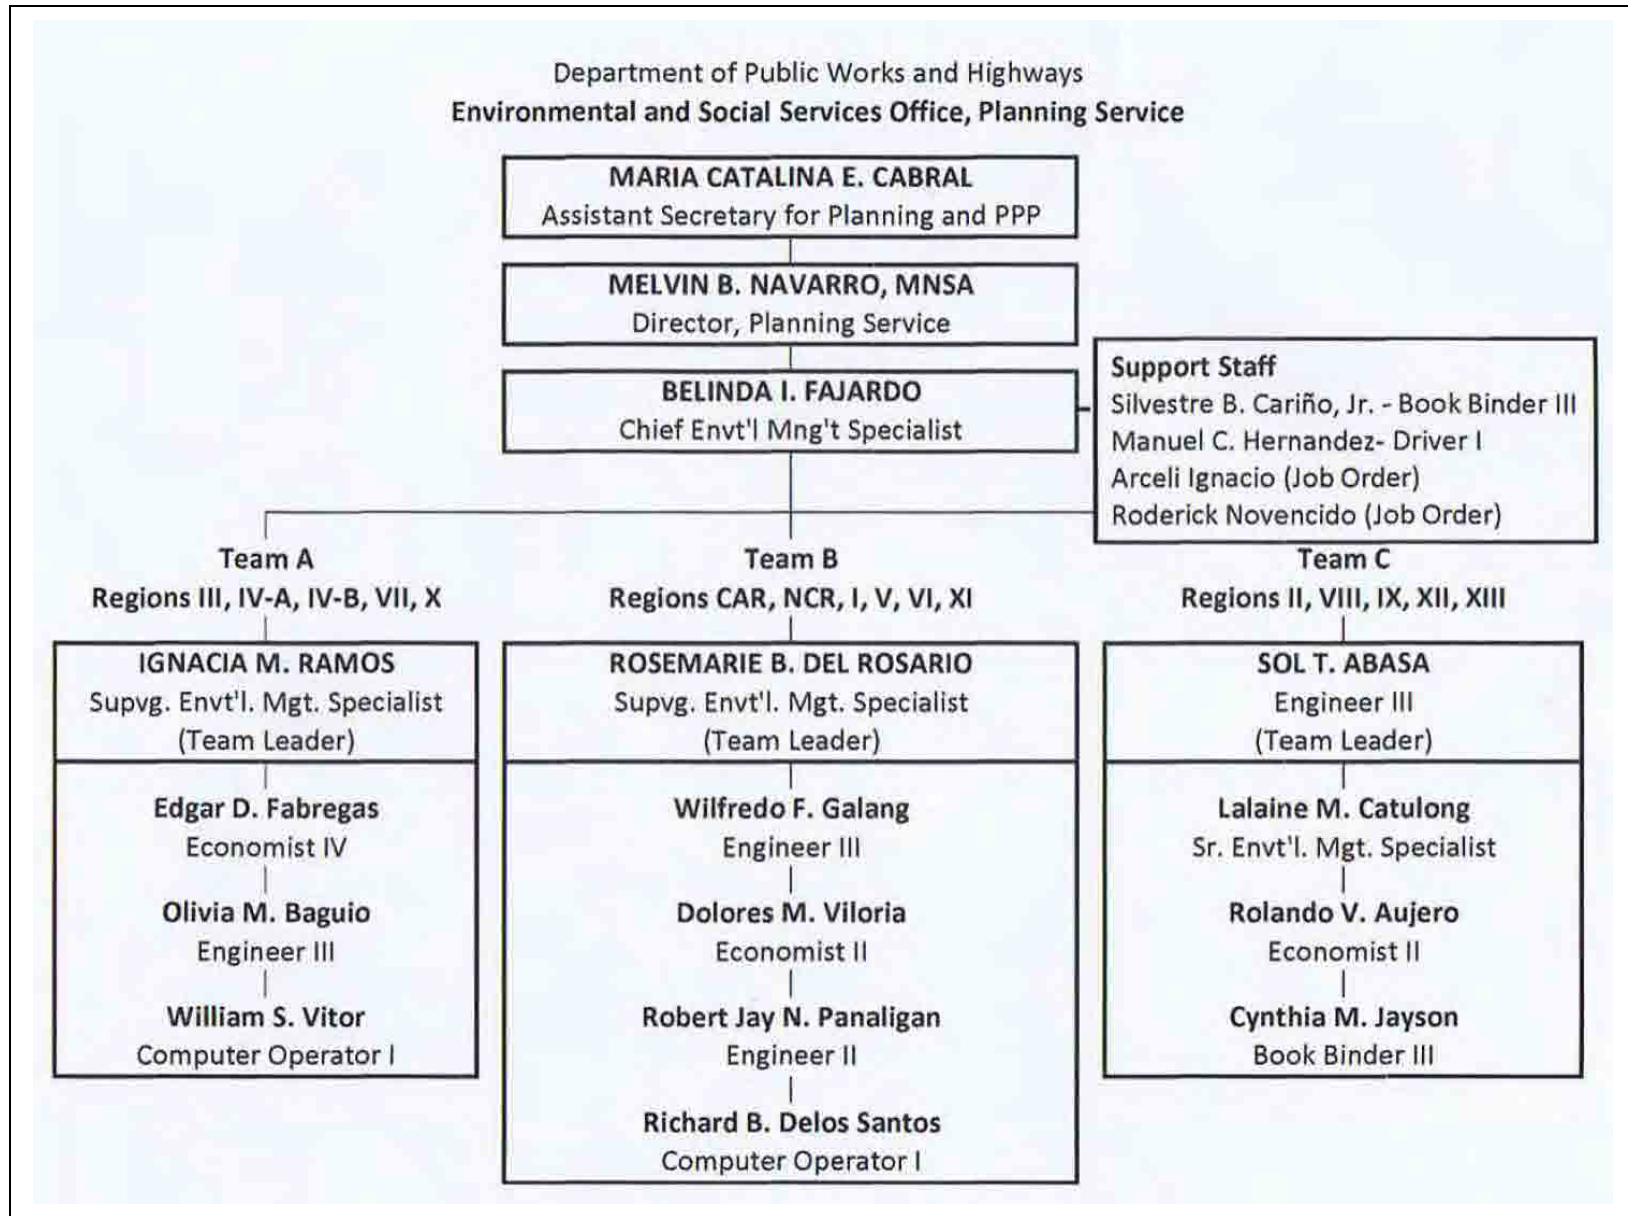 Department of Public Works and Highways
Environmental and Social Services Office, Planning Service
MARIA CATALINA E. CABRAL
Assistant Secretary for Planning and PPP
MELVIN B. NAVARRO, MNSA
Director, Planning Service
BELINDA I. FAJARDO
Chief Envt'l Mng't Specialist
Support Staff
Silvestre B. Cariño, Jr. - Book Binder III
Manuel C. Hernandez- Driver I
Arceli Ignacio (Job Order)
Roderick Novencido (Job Order)
Team A
Regions III, IV-A, IV-B, VII, X
IGNACIA M. RAMOS
Supvg. Envt'l. Mgt. Specialist
(Team Leader)
Edgar D. Fabregas
Economist IV
Olivia M. Baguio
Engineer III
William S. Vitor
Computer Operator I
Team B
Regions CAR, NCR, I, V, VI, XI
ROSEMARIE B. DEL ROSARIO
Supvg. Envt'l. Mgt. Specialist
(Team Leader)
Wilfredo F. Galang
Engineer III
Dolores M. Viloria
Economist II
Robert Jay N. Panaligan
Engineer II
Richard B. Delos Santos
Computer Operator I
Team C
Regions II, VIII, IX, XII, XIII
SOL T. ABASA
Engineer III
(Team Leader)
Lalaine M. Catulong
Sr. Envt'l. Mgt. Specialist
Rolando V. Aujero
Economist II
Cynthia M. Jayson
Book Binder III